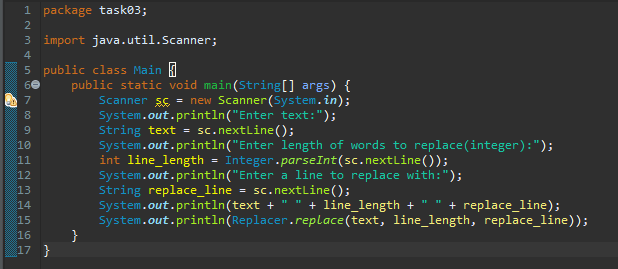 1 package task03;
2
3 import java.util.Scanner;
4
5 public class Main {
6 public static void main(String[] args) {
7 Scanner sc = new Scanner(System.in);
8 System.out.println("Enter text:");
9 String text = sc.nextLine();
10 System.out.println("Enter length of words to replace(integer):");
11 int line_length = Integer.parseInt(sc.nextLine());
12 System.out.println("Enter a line to replace with:");
13 String replace_line = sc.nextLine();
14 System.out.println(text + " " + line_length + " " + replace_line);
15 System.out.println(Replacer.replace(text, line_length, replace_line));
16 }
17 }